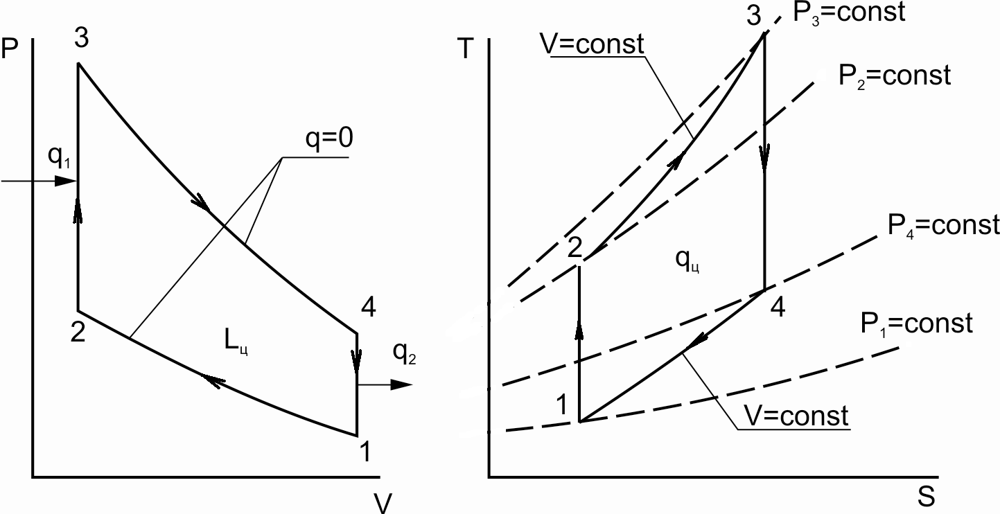 P
3
q₁
q=0
4
2
Lц
q₂
1
V
T
3
P₃=const
V=const
P₂=const
2
qц
P₄=const
4
P₁=const
1
V=const
S